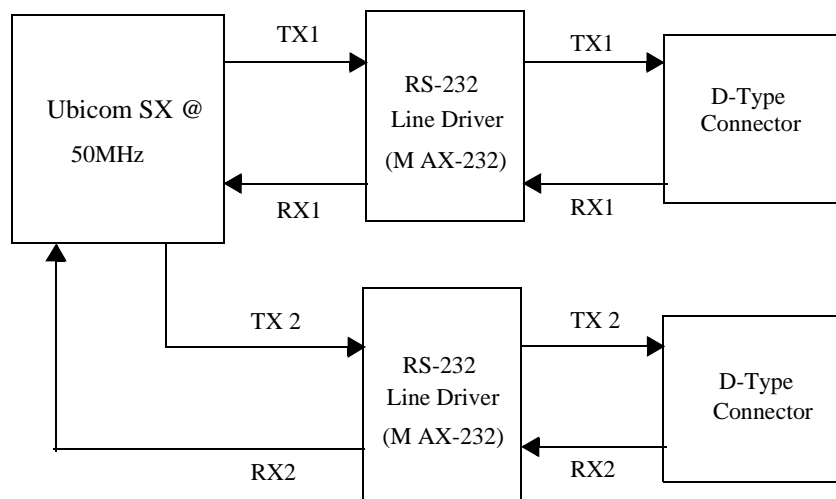 TX1
TX1
Ubicom SX @
50MHz
RS-232
Line Driver
(M AX-232)
D-Type
Connector
RX1
RX1
TX 2
TX 2
RS-232
Line Driver
(M AX-232)
D-Type
Connector
RX2
RX2